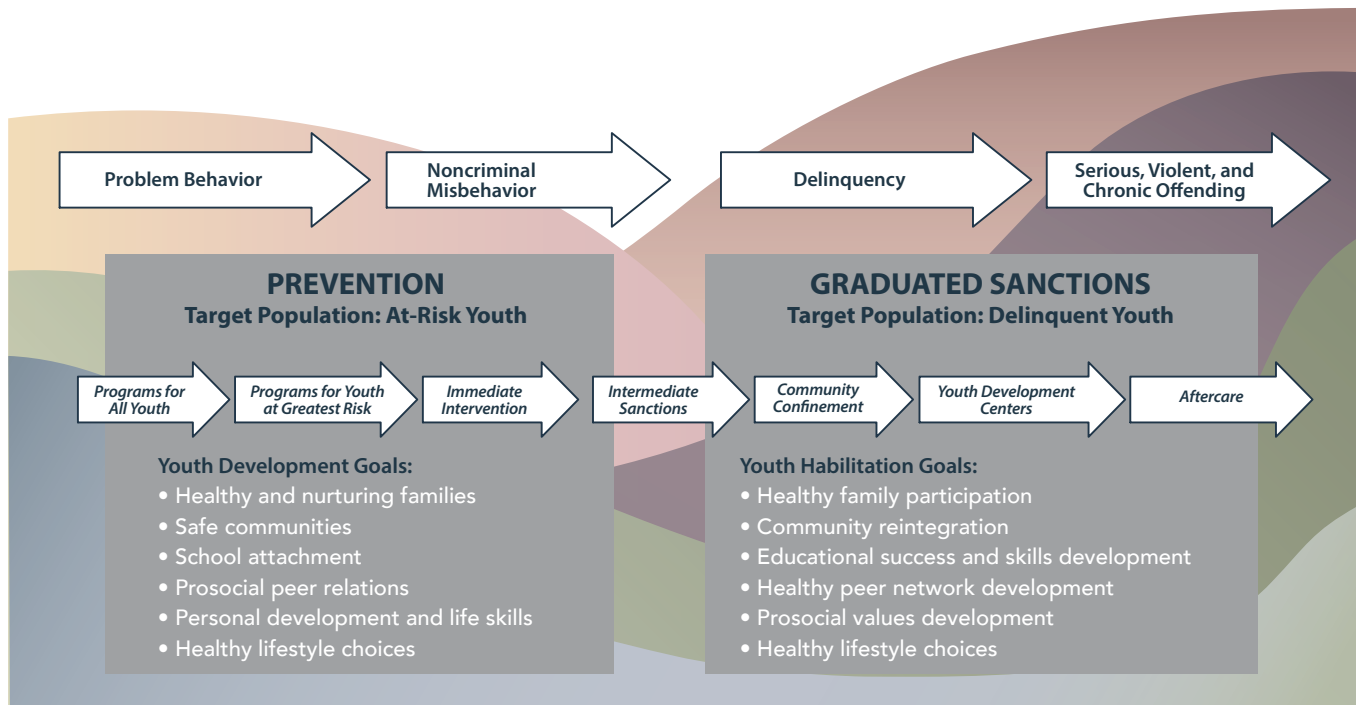 Problem Behavior
Noncriminal
Misbehavior
Delinquency
Serious, Violent, and
Chronic Offending
PREVENTION
Target Population: At-Risk Youth
GRADUATED SANCTIONS
Target Population: Delinquent Youth
Programs for
All Youth
Programs for Youth
at Greatest Risk
Immediate
Intervention
Intermediate
Sanctions
Community
Confinement
Youth Development
Centers
Aftercare
Youth Development Goals:
• Healthy and nurturing families
• Safe communities
• School attachment
• Prosocial peer relations
• Personal development and life skills
• Healthy lifestyle choices
Youth Habilitation Goals:
• Healthy family participation
• Community reintegration
• Educational success and skills development
• Healthy peer network development
• Prosocial values development
• Healthy lifestyle choices